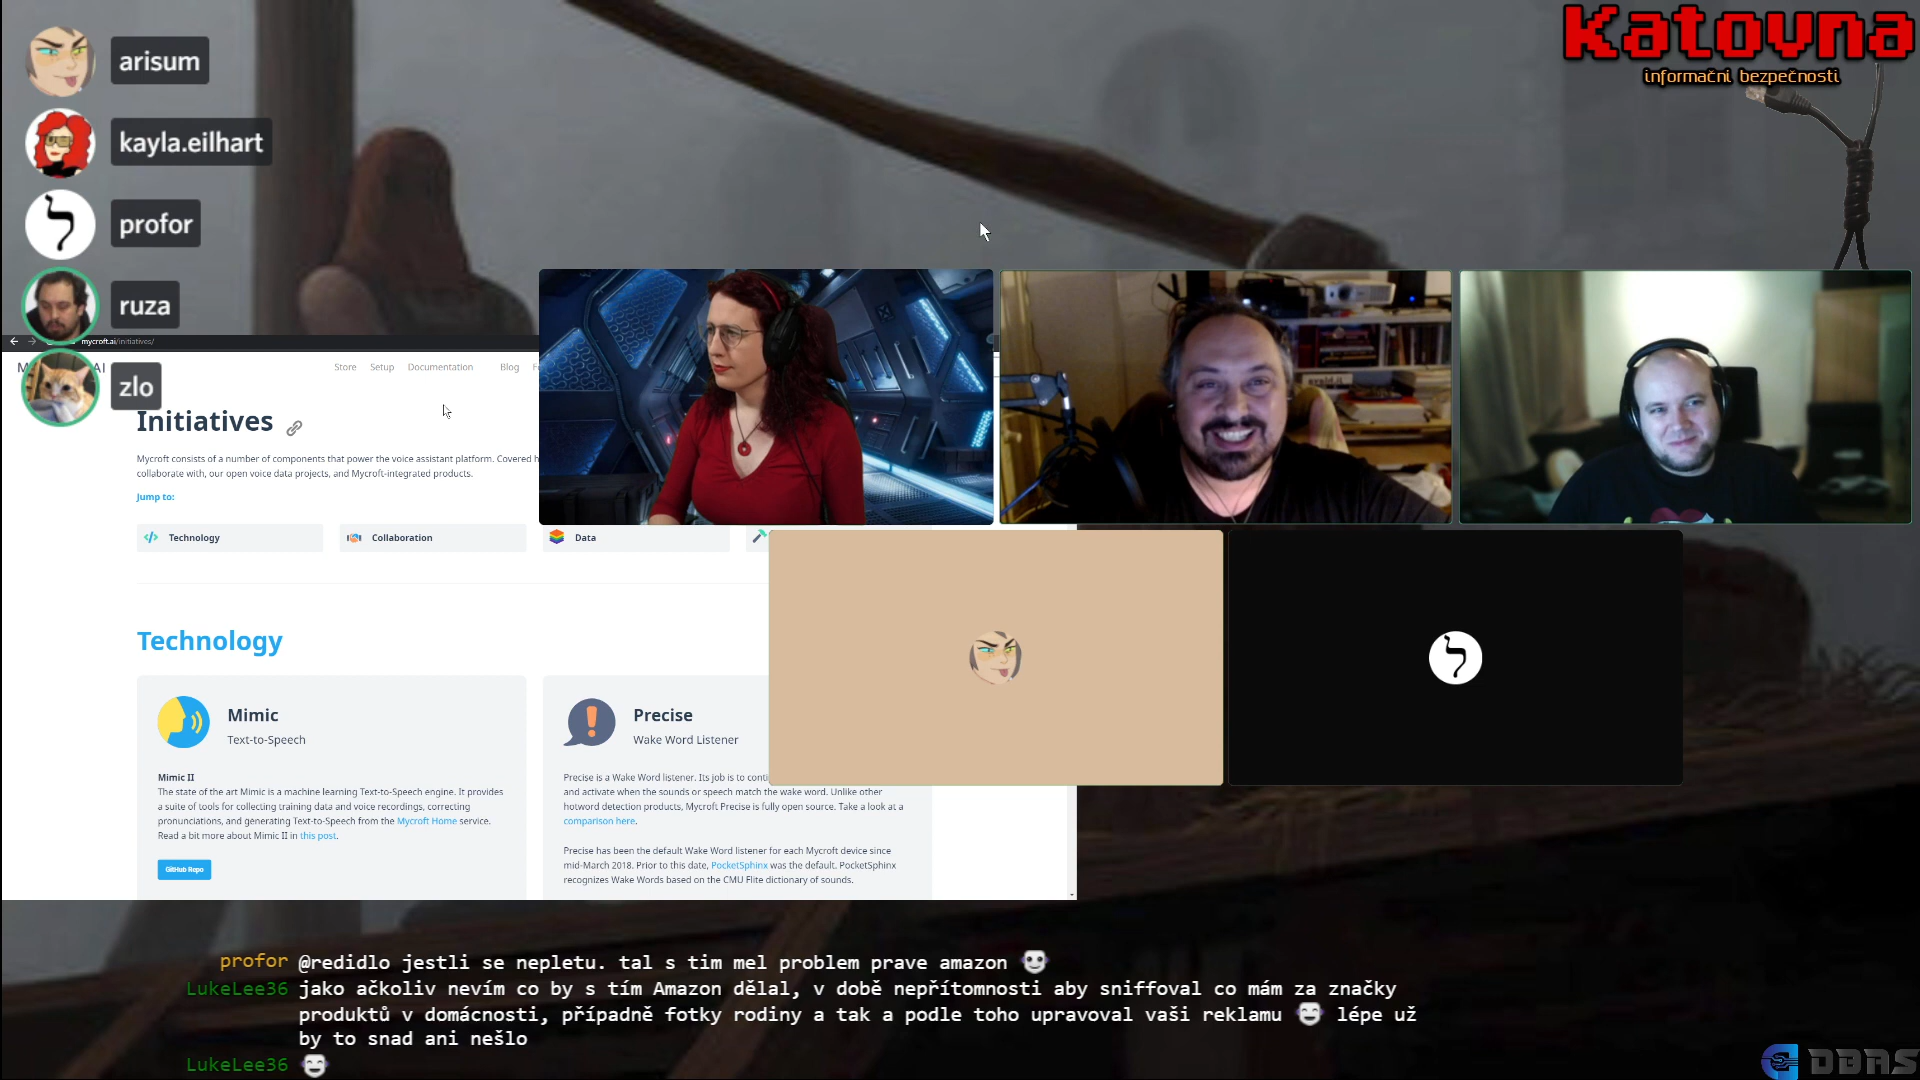 Katovna
informační bezpečnosti
arisum
kayla.eilhart
profor
ruza
zlo
mycroft.ai/initiatives/
AI
Store Setup Documentation Blog
Initiatives
Mycroft consists of a number of components that power the voice assistant platform. Covered
collaborate with, our open voice data projects, and Mycroft-integrated products.
Jump to:
Technology
Collaboration
Data
Technology
Mimic
Text-to-Speech
Mimic II
The state of the art Mimic is a machine learning Text-to-Speech engine. It provides
a suite of tools for collecting training data and voice recordings, correcting
pronunciations, and generating Text-to-Speech from the Mycroft Home service.
Read a bit more about Mimic II in this post.
GitHub Repo
Precise
Wake Word Listener
Precise is a Wake Word listener. Its job is to
and activate when the sounds or speech match the wake word. Unlike other
hotword detection products, Mycroft Precise is fully open source. Take a look at a
comparison here.
Precise has been the default Wake Word listener for each Mycroft device since
mid-March 2018. Prior to this date, PocketSphinx was the default. PocketSphinx
recognizes Wake Words based on the CMU Flite dictionary of sounds.
profor @redidlo jestli se nepletu. tal s tim mel problem prave amazon
LukeLee36 jako ačkoliv nevím co by s tím Amazon dělal, v době nepřítomnosti aby sniffoval co mám za značky
produktů v domácnosti, případně fotky rodiny a tak a podle toho upravoval vaši reklamu lépe už
by to snad ani nešlo
LukeLee36